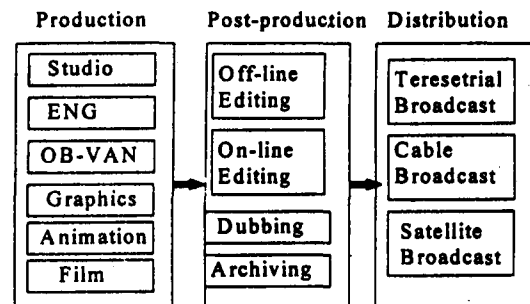 Production
Studio
ENG
OB-VAN
Graphics
Animation
Film
Post-production
Off-line
Editing
On-line
Editing
Dubbing
Archiving
Distribution
Teresetrial
Broadcast
Cable
Broadcast
Satellite
Broadcast